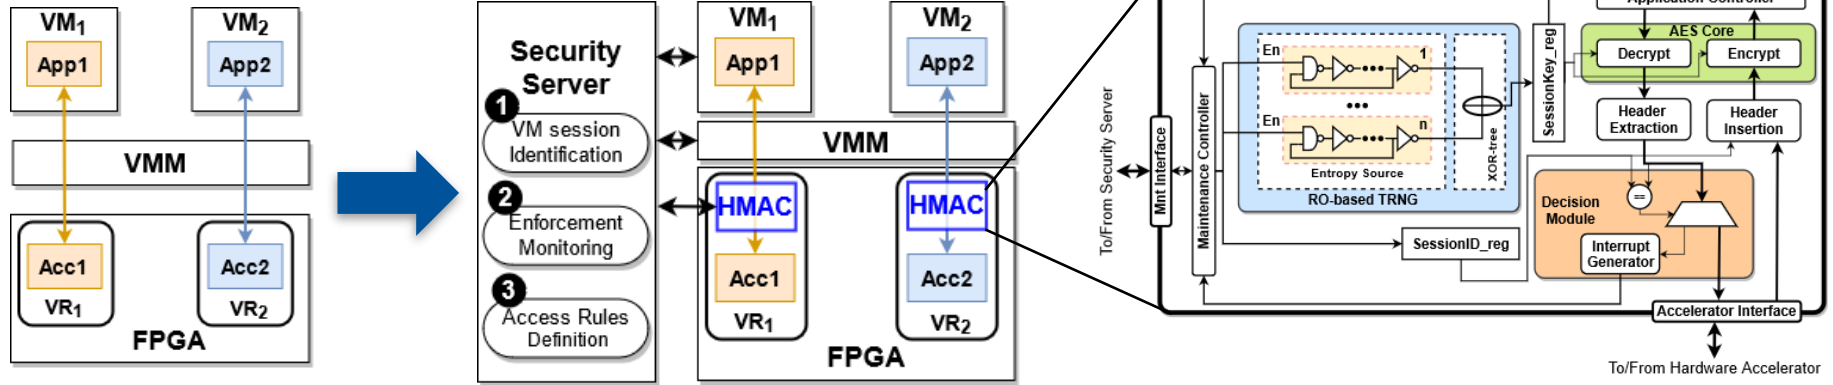 VM1
App1
VM2
App2
VMM
Acc1
VR1
Acc2
VR2
FPGA
Security
Server
1
VM session
Identification
2
Enforcement
Monitoring
3
Access Rules
Definition
VM1
App1
VM2
App2
VMM
HMAC
Acc1
VR1
HMAC
Acc2
VR2
FPGA
To/From Security Server
Mnt Interface
Maintenance Controller
En
1
En
n
Entropy Source
XOR-tree
RO-based TRNG
SessionKey_reg
SessionID_reg
Application Controller
AES Core
Decrypt
Encrypt
Header
Extraction
Header
Insertion
Decision
Module
==
Interrupt
Generator
Accelerator Interface
To/From Hardware Accelerator